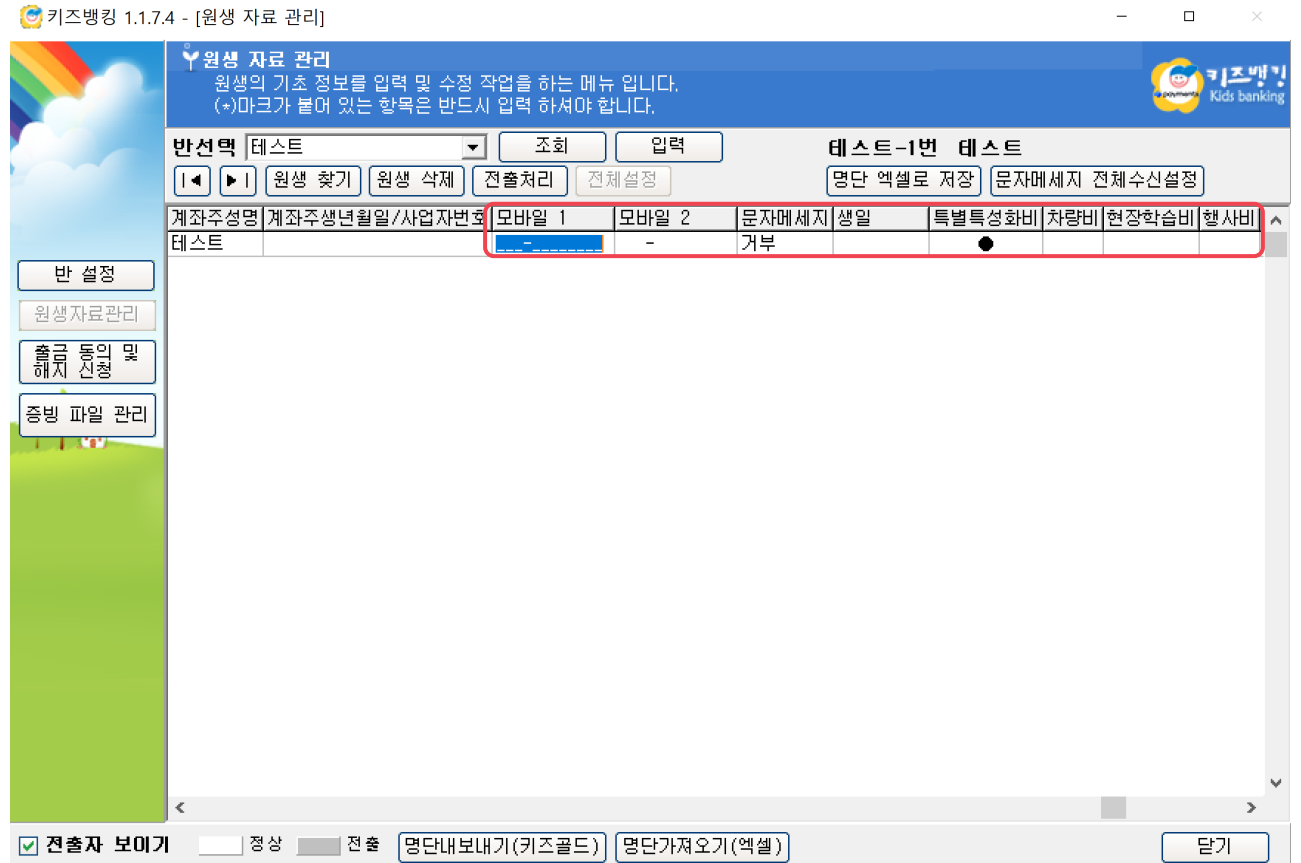 키즈뱅킹 1.1.7.4 - [원생 자료 관리]
원생 자료 관리
원생의 기초 정보를 입력 및 수정 작업을 하는 메뉴 입니다.
(*)마크가 붙어 있는 항목은 반드시 입력 하셔야 합니다.
payments 키즈뱅킹
Kids banking
반선택 테스트 조회 입력 테스트-1번 테스트
원생 찾기 원생 삭제 전출처리 전체설정 명단 엑셀로 저장 문자메세지 전체수신설정
계좌주성명 계좌주생년월일/사업자번호 모바일 1 모바일 2 문자메세지 생일 특별특성화비 차량비 현장학습비 행사비
테스트 ___-________ - 거부 ●
반 설정
원생자료관리
출금 동의 및
해지 신청
증빙 파일 관리
전출자 보이기 정상 전출 명단내보내기(키즈골드) 명단가져오기(엑셀) 닫기